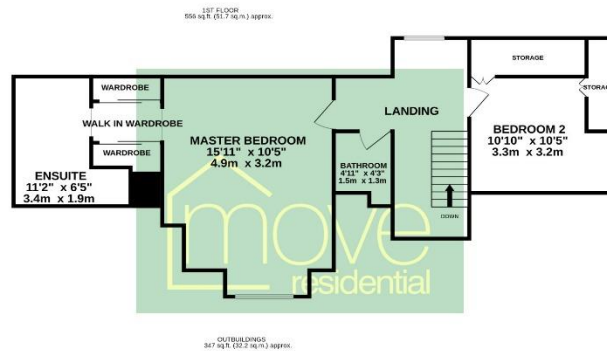 1ST FLOOR
556 sq.ft. (51.7 sq.m.) approx.
STORAGE
WARDROBE
STORAGE
LANDING
WALK IN WARDROBE
MASTER BEDROOM
15'11" x 10'5"
4.9m x 3.2m
BEDROOM 2
10'10" x 10'5"
3.3m x 3.2m
WARDROBE
BATHROOM
4'11" x 4'3"
1.5m x 1.3m
ENSUITE
11'2" x 6'5"
3.4m x 1.9m
DOWN
move
residential
OUTBUILDINGS
347 sq.ft. (32.2 sq.m.) approx.